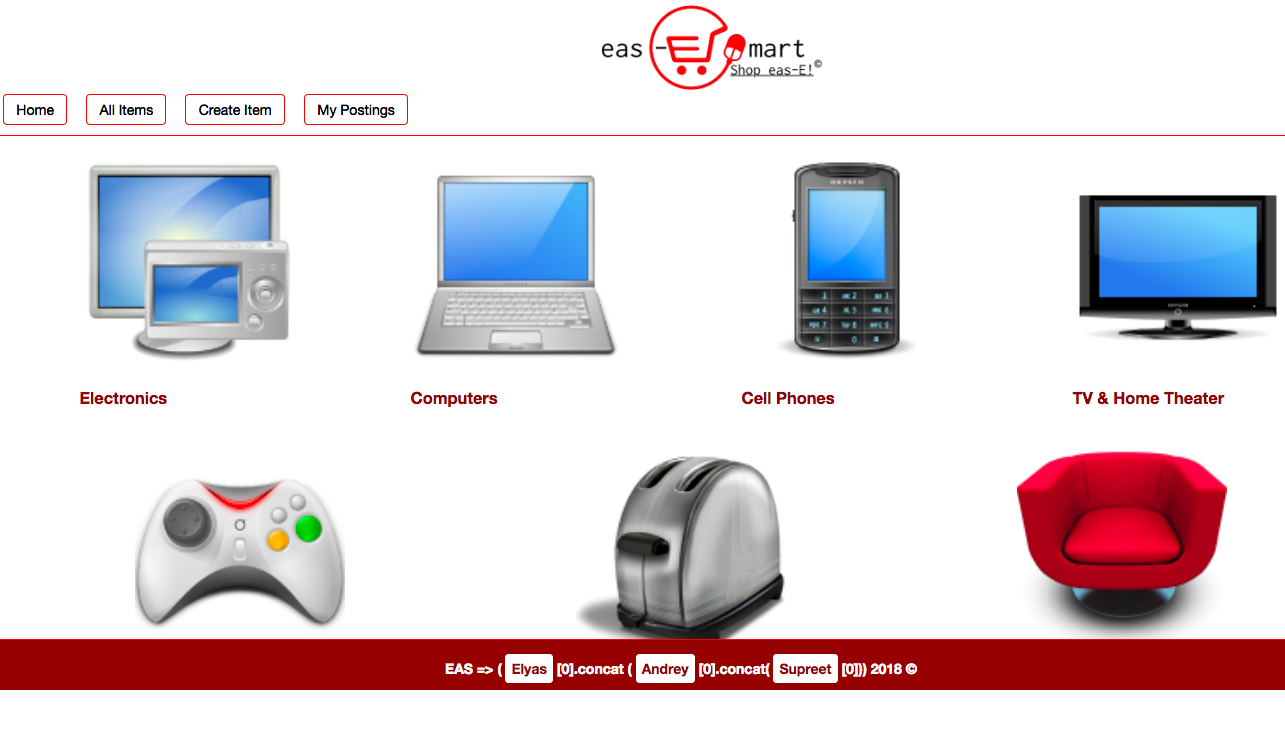 eas - E mart
Shop eas-E!©
Home All Items Create Item My Postings
Electronics Computers Cell Phones TV & Home Theater
EAS => ( Elyas [0].concat ( Andrey [0].concat( Supreet [0])) 2018 ©